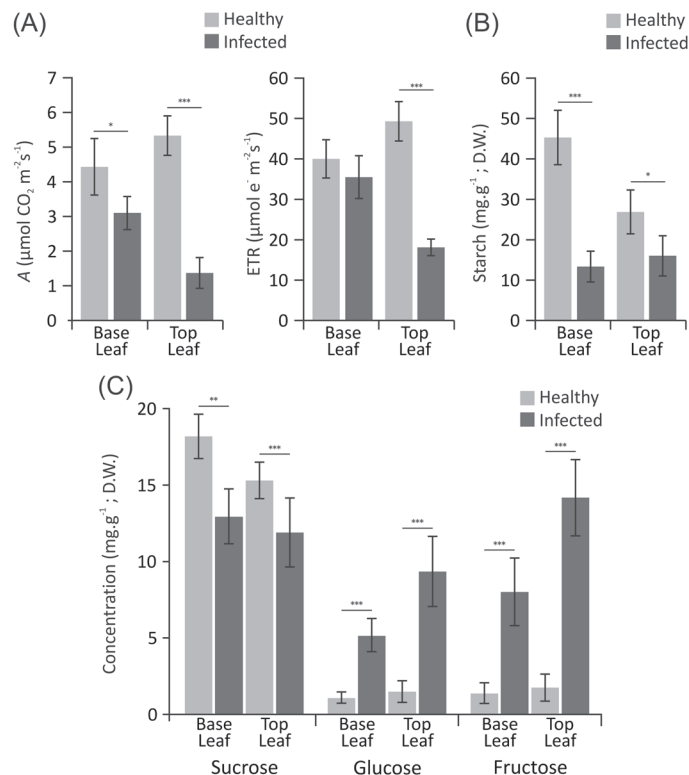 (A)
Healthy
Infected
A (µmol CO₂ m⁻²s⁻¹)
7
6
5
4
3
2
1
0
*
***
Base Leaf
Top Leaf
ETR (µmol e⁻ m⁻²s⁻¹)
60
50
40
30
20
10
0
***
Base Leaf
Top Leaf
(B)
Healthy
Infected
Starch (mg.g⁻¹ ; D.W.)
60
50
40
30
20
10
0
***
*
Base Leaf
Top Leaf
(C)
Healthy
Infected
Concentration (mg.g⁻¹ ; D.W.)
20
15
10
5
0
**
***
***
***
***
***
Base Leaf
Top Leaf
Base Leaf
Top Leaf
Base Leaf
Top Leaf
Sucrose
Glucose
Fructose